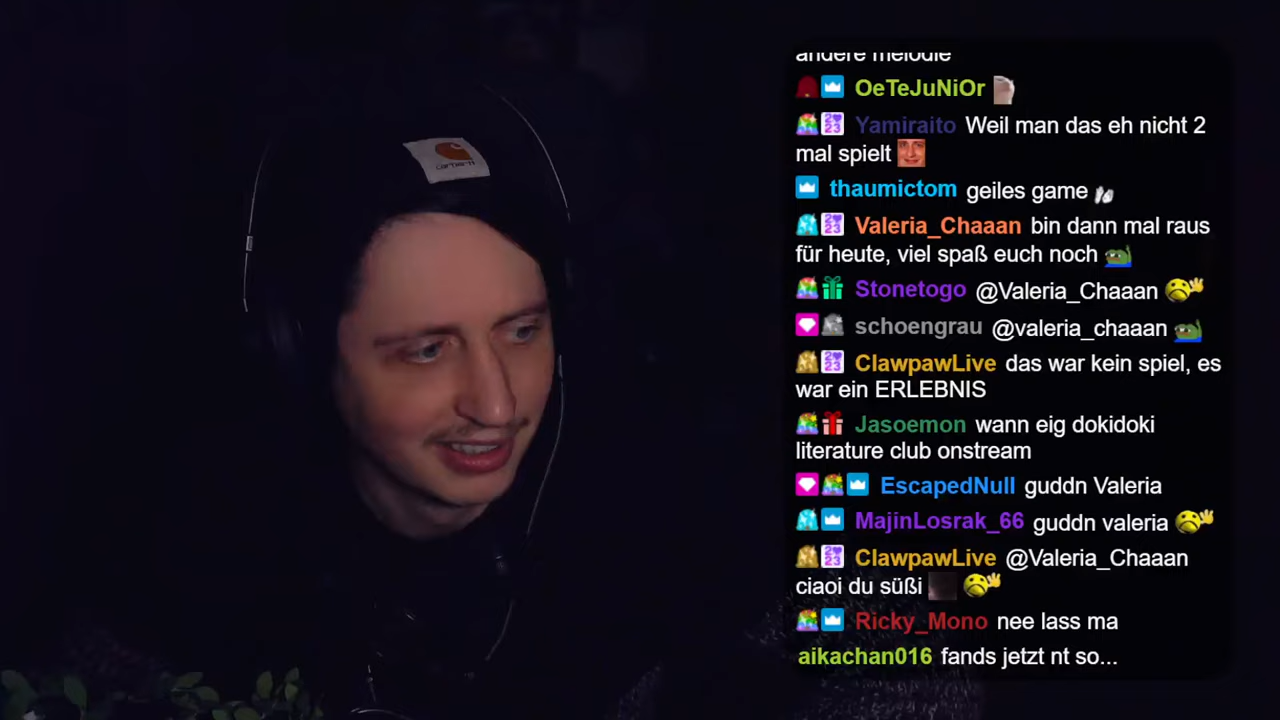 carhartt
andere melodie
OeTeJuNiOr
Yamiraito Weil man das eh nicht 2
mal spielt
thaumictom geiles game
Valeria_Chaaan bin dann mal raus
für heute, viel spaß euch noch
Stonetogo @Valeria_Chaaan
schoengrau @valeria_chaaan
ClawpawLive das war kein spiel, es
war ein ERLEBNIS
Jasoemon wann eig dokidoki
literature club onstream
EscapedNull guddn Valeria
MajinLosrak_66 guddn valeria
ClawpawLive @Valeria_Chaaan
ciaoi du süßi
Ricky_Mono nee lass ma
aikachan016 fands jetzt nt so...